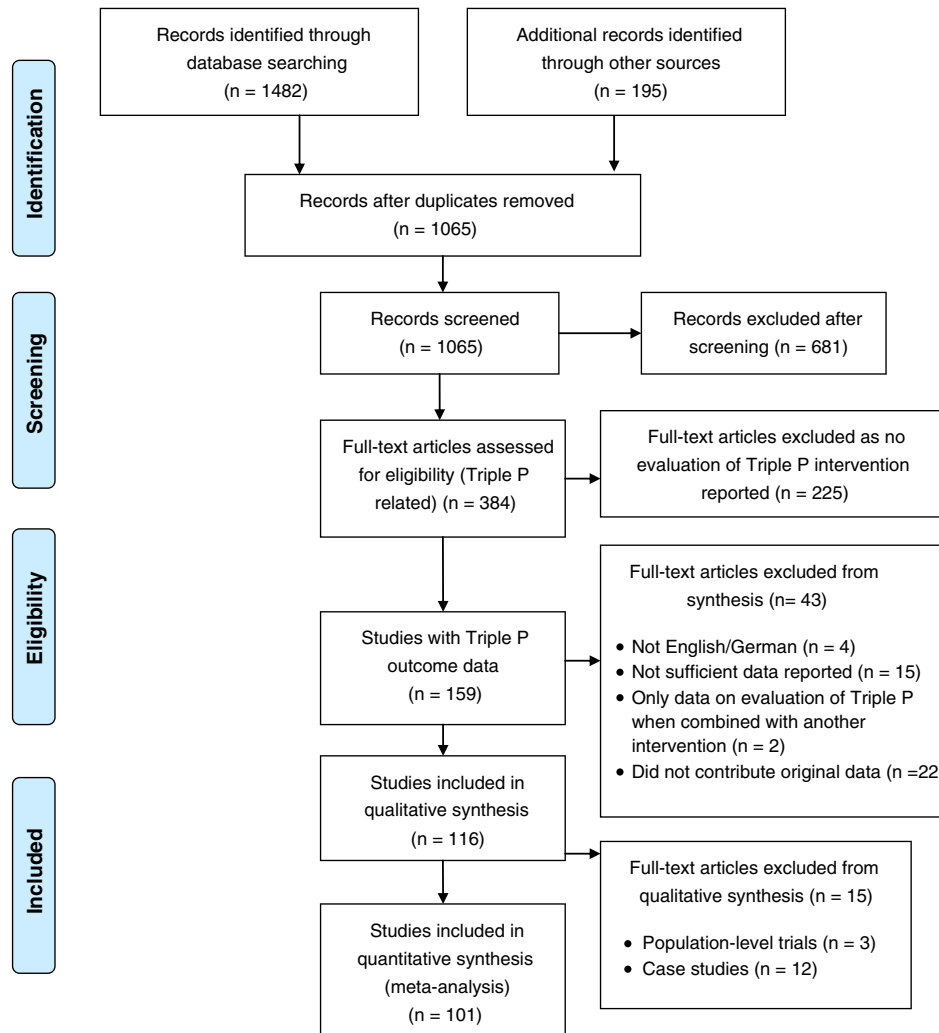 Records identified through
database searching
(n = 1482)
Additional records identified
through other sources
(n = 195)
Identification
Records after duplicates removed
(n = 1065)
Screening
Records screened
(n = 1065)
Records excluded after
screening (n = 681)
Full-text articles assessed
for eligibility (Triple P
related) (n = 384)
Full-text articles excluded as no
evaluation of Triple P intervention
reported (n = 225)
Eligibility
Studies with Triple P
outcome data
(n = 159)
Full-text articles excluded from
synthesis (n= 43)
• Not English/German (n = 4)
• Not sufficient data reported (n = 15)
• Only data on evaluation of Triple P
when combined with another
intervention (n = 2)
• Did not contribute original data (n =22
Included
Studies included in
qualitative synthesis
(n = 116)
Full-text articles excluded from
qualitative synthesis (n = 15)
• Population-level trials (n = 3)
• Case studies (n = 12)
Studies included in
quantitative synthesis
(meta-analysis)
(n = 101)